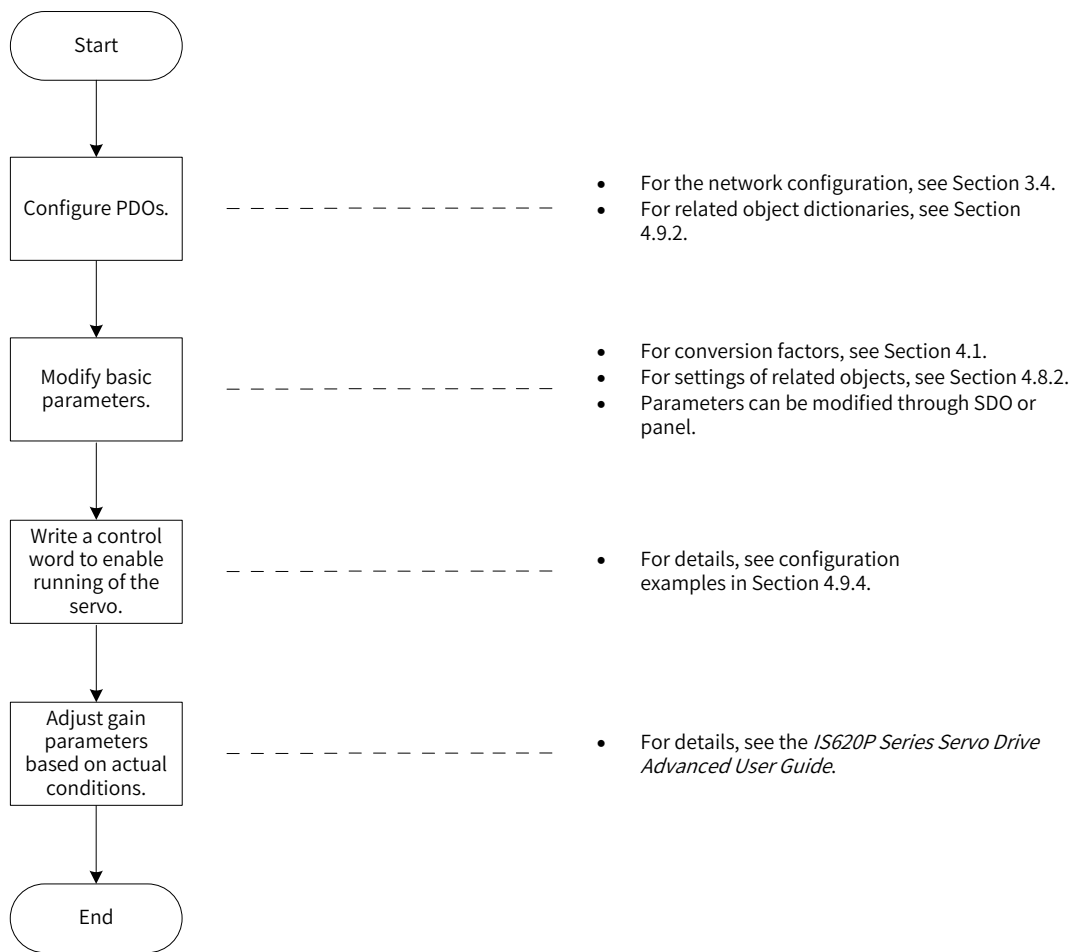 Start
Configure PDOs.
• For the network configuration, see Section 3.4.
• For related object dictionaries, see Section
4.9.2.
Modify basic
parameters.
• For conversion factors, see Section 4.1.
• For settings of related objects, see Section 4.8.2.
• Parameters can be modified through SDO or
panel.
Write a control
word to enable
running of the
servo.
• For details, see configuration
examples in Section 4.9.4.
Adjust gain
parameters
based on actual
conditions.
• For details, see the IS620P Series Servo Drive
Advanced User Guide.
End